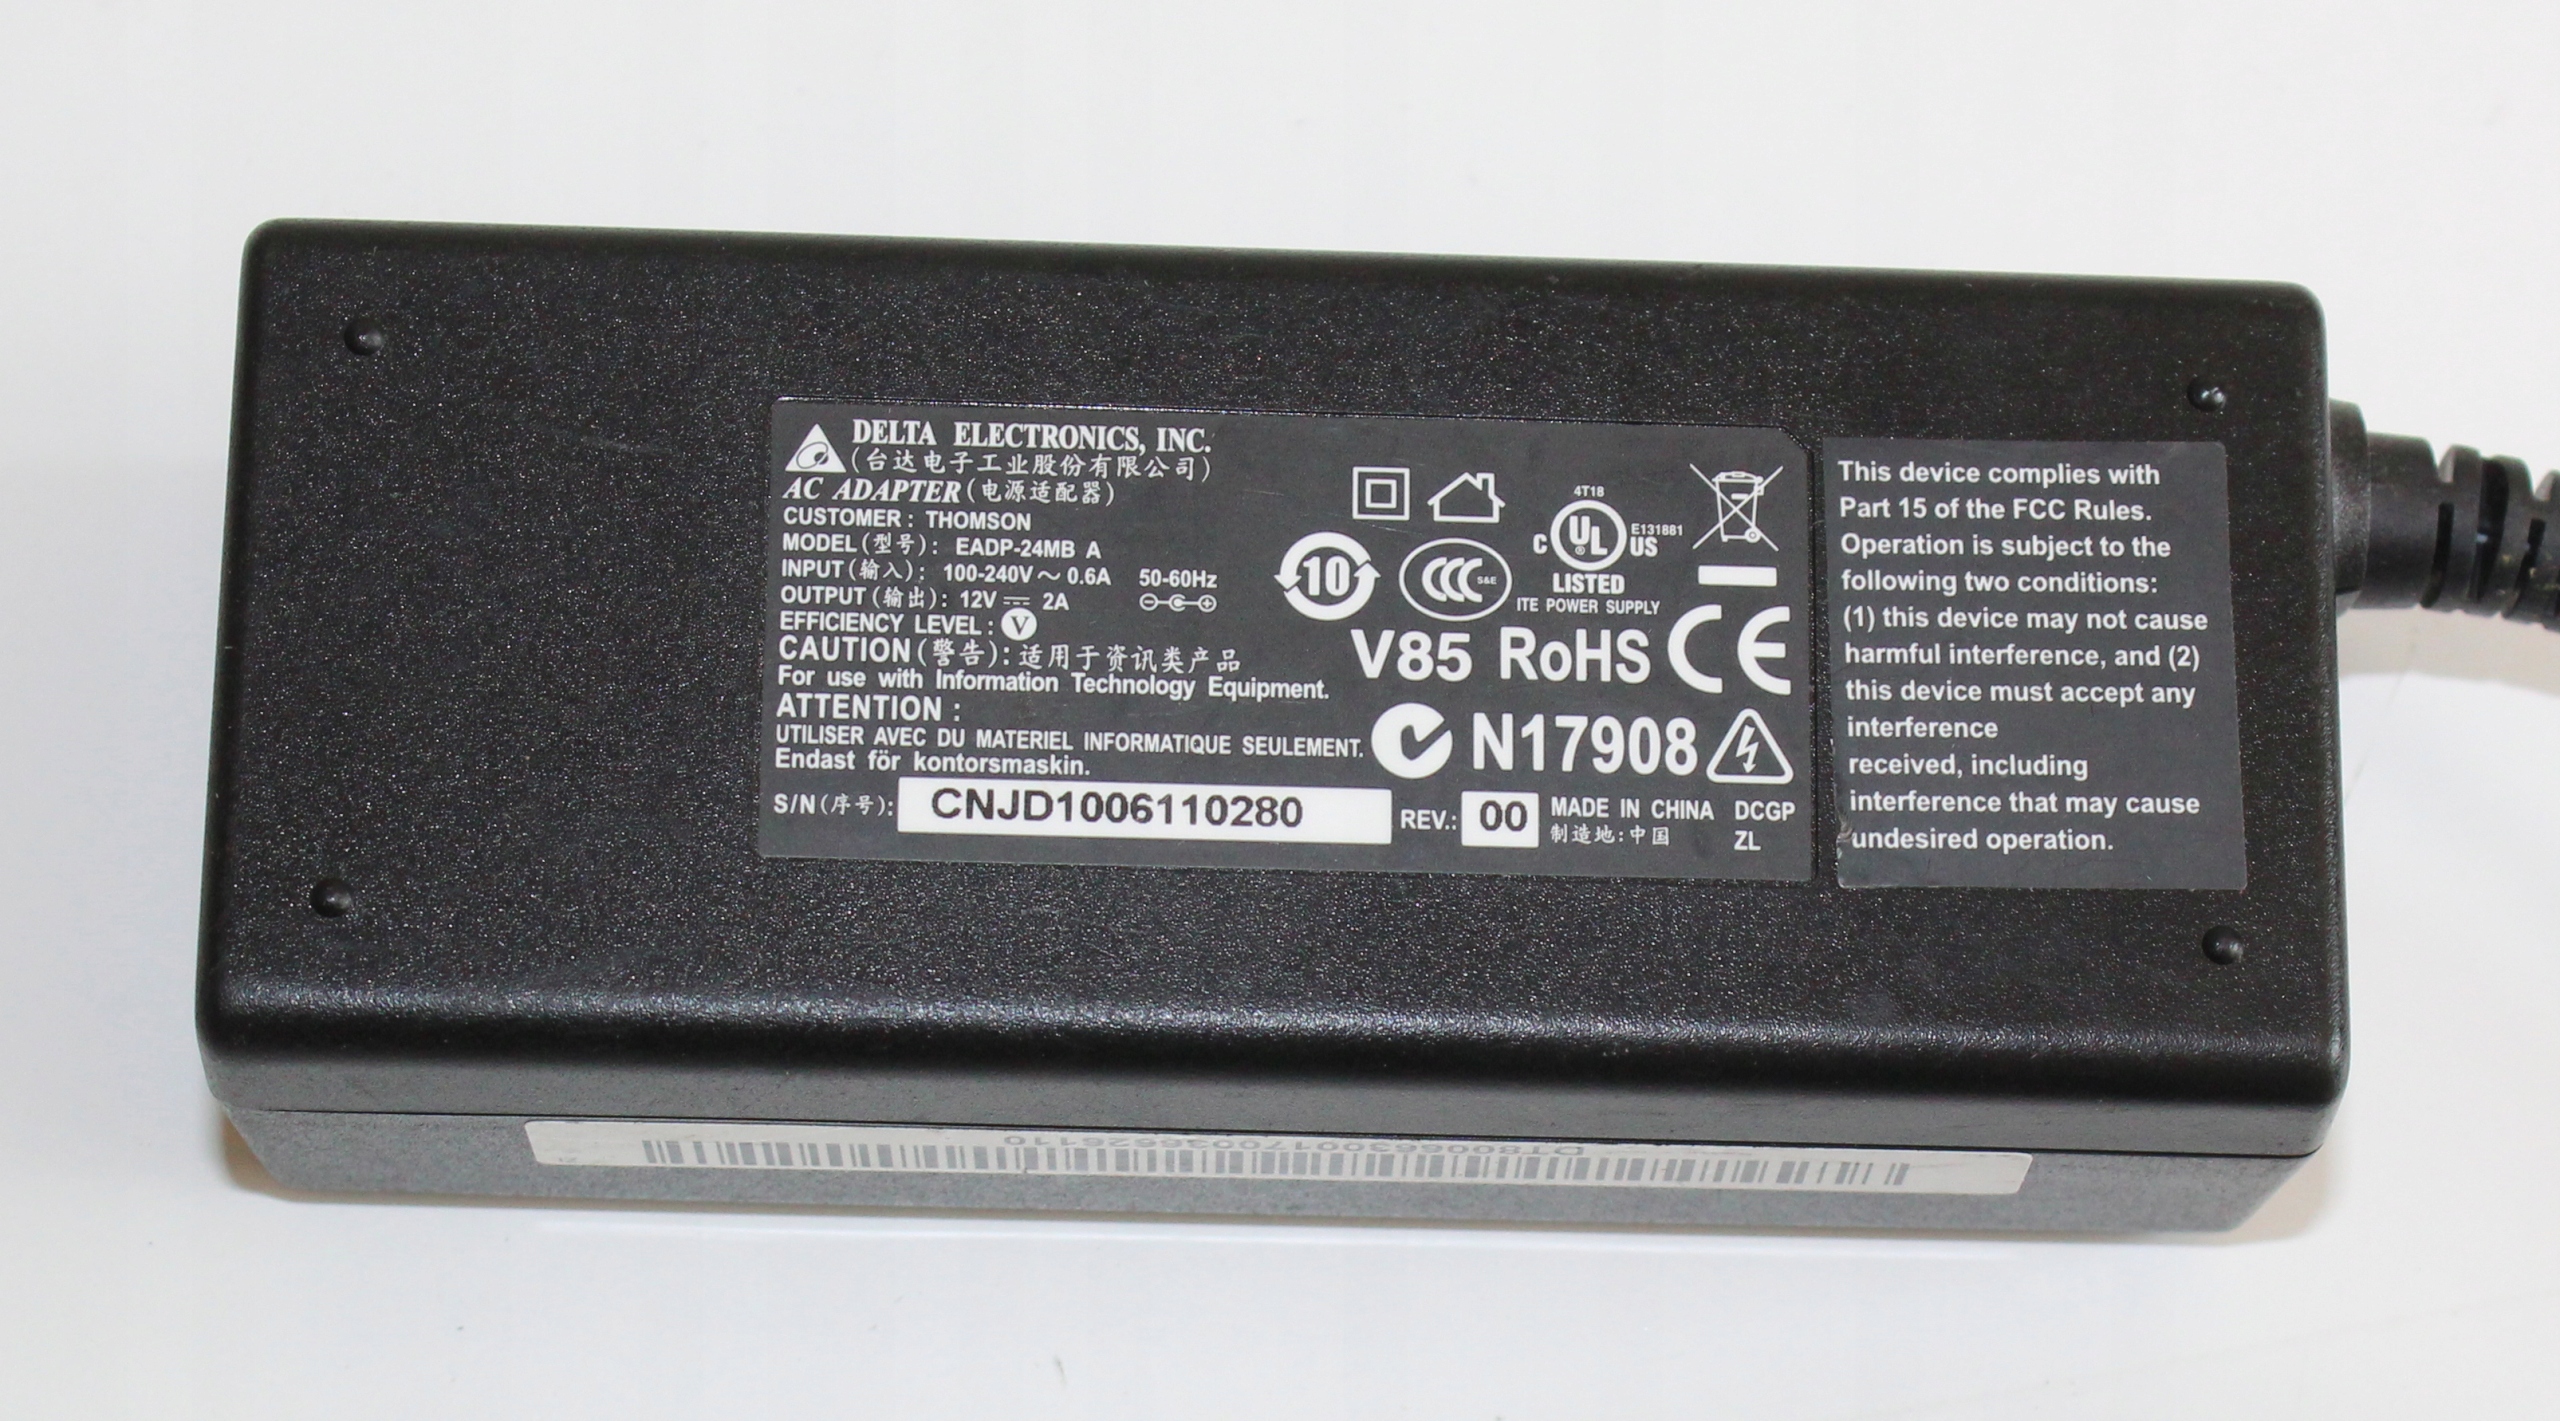 DELTA ELECTRONICS, INC.
(台达电子工业股份有限公司)
AC ADAPTER (电源适配器)
CUSTOMER: THOMSON
MODEL (型号): EADP-24MB A
INPUT (输入): 100-240V ~ 0.6A 50-60Hz
OUTPUT (输出): 12V ⎓ 2A
EFFICIENCY LEVEL: V
CAUTION (警告): 适用于资讯类产品
For use with Information Technology Equipment.
ATTENTION :
UTILISER AVEC DU MATERIEL INFORMATIQUE SEULEMENT.
Endast för kontorsmaskin.
S/N (序号): CNJD1006110280
REV.: 00
MADE IN CHINA DCGP
制造地:中国 ZL
4T18
C UL ® US E131881
LISTED
ITE POWER SUPPLY
10
CCC S&E
V85 RoHS CE
N17908
This device complies with
Part 15 of the FCC Rules.
Operation is subject to the
following two conditions:
(1) this device may not cause
harmful interference, and (2)
this device must accept any
interference
received, including
interference that may cause
undesired operation.